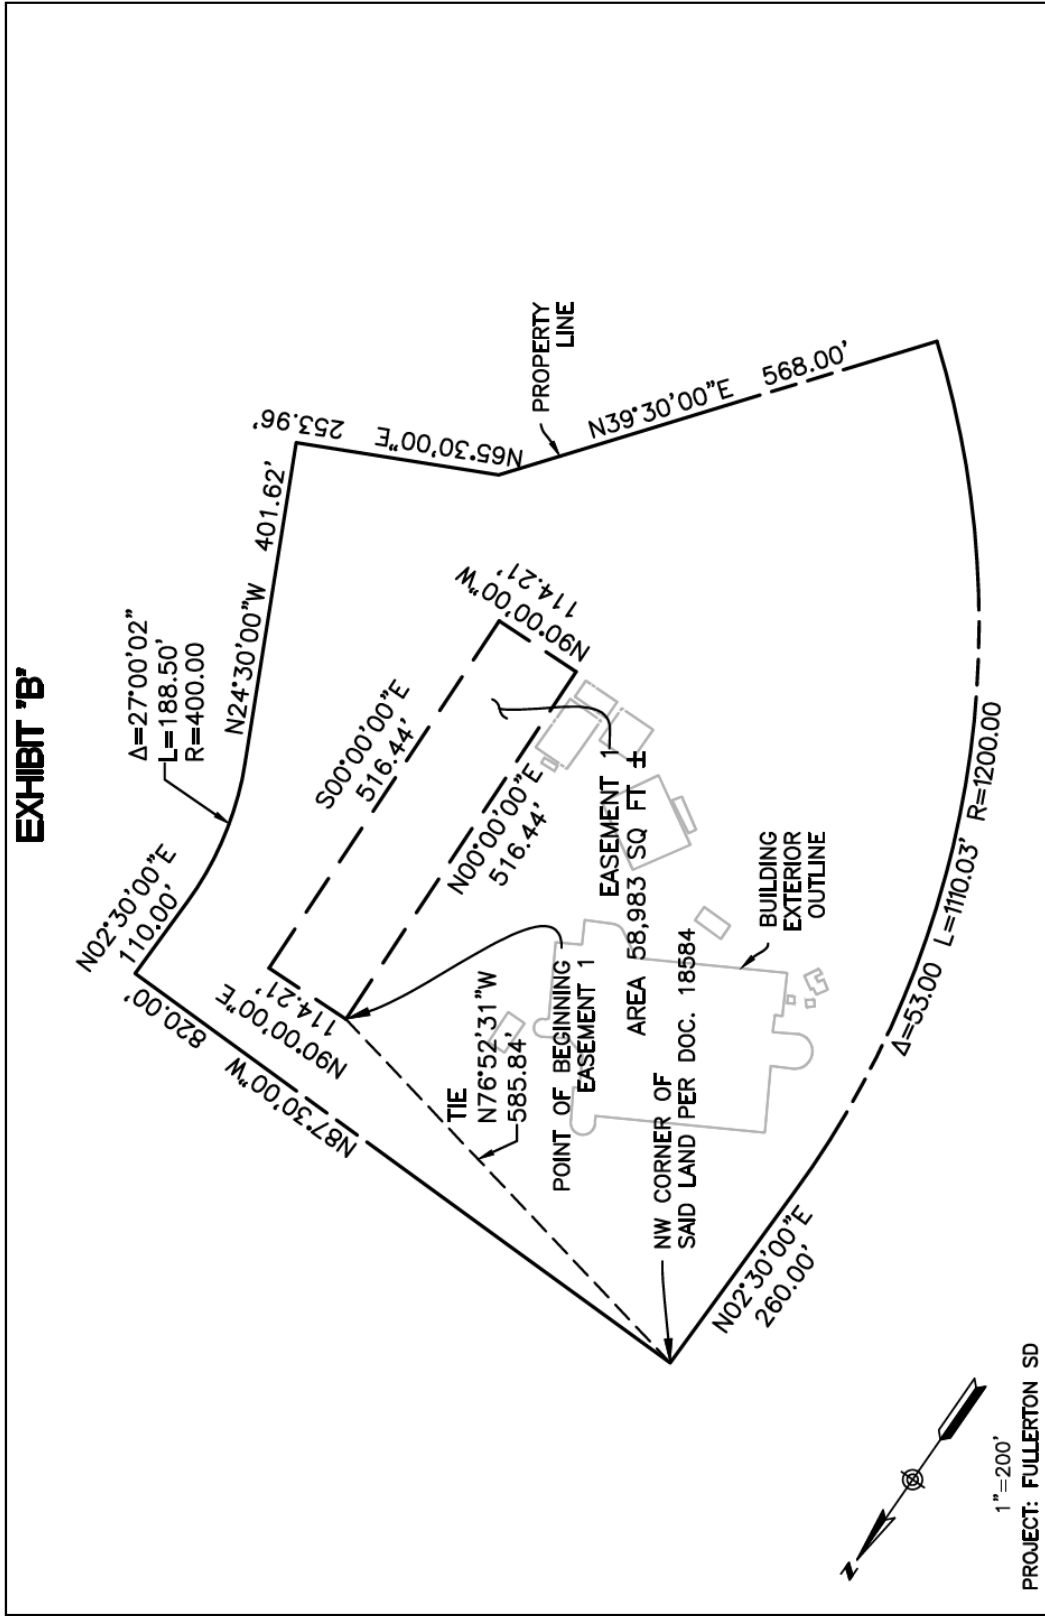 EXHIBIT 'B'
Δ=27°00'02"
L=188.50'
R=400.00
N02°30'00"E
110.00'
N24°30'00"W 401.62'
253.96'
N65°30'00"E
PROPERTY
LINE
N39°30'00"E 568.00'
820.00'
N87°30'00"W
S00°00'00"E
516.44'
N90°00'00"E
114.21'
N90°00'00"W
114.21'
N00°00'00"E
516.44'
TIE
N76°52'31"W
585.84'
POINT OF BEGINNING
EASEMENT 1
EASEMENT 1
AREA 58,983 SQ FT ±
NW CORNER OF
SAID LAND PER DOC. 18584
BUILDING
EXTERIOR
OUTLINE
N02°30'00"E
260.00'
Δ=53.00 L=1110.03' R=1200.00
N
1"=200'
PROJECT: FULLERTON SD